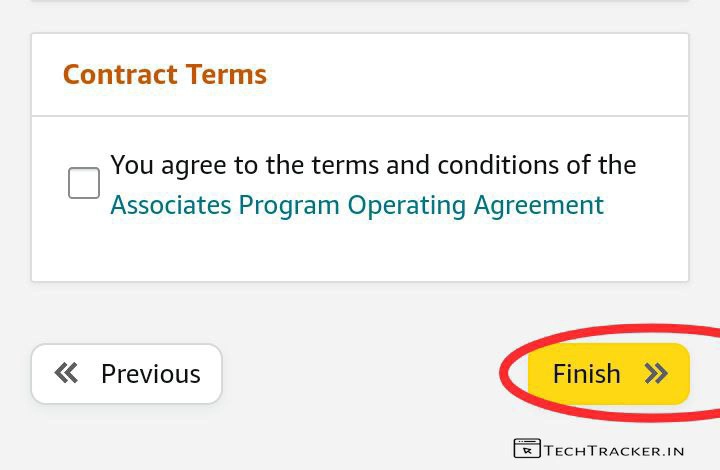 Contract Terms
You agree to the terms and conditions of the
Associates Program Operating Agreement
Previous
Finish
TECHTRACKER.IN